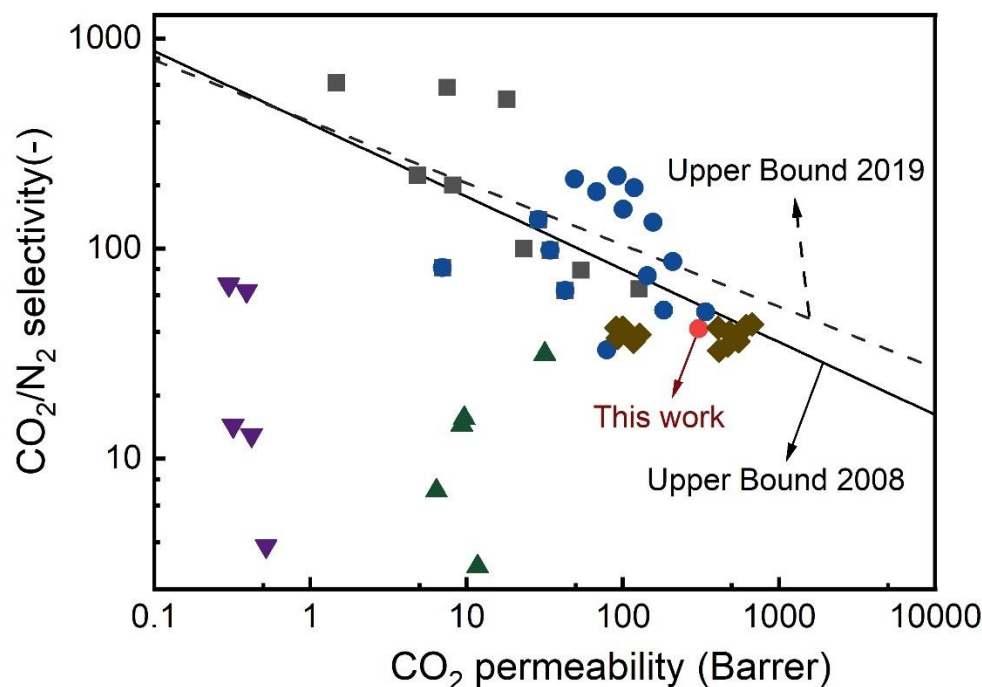 1000
100
10
CO₂/N₂ selectivity(-)
Upper Bound 2019
This work
Upper Bound 2008
0.1 1 10 100 1000 10000
CO₂ permeability (Barrer)